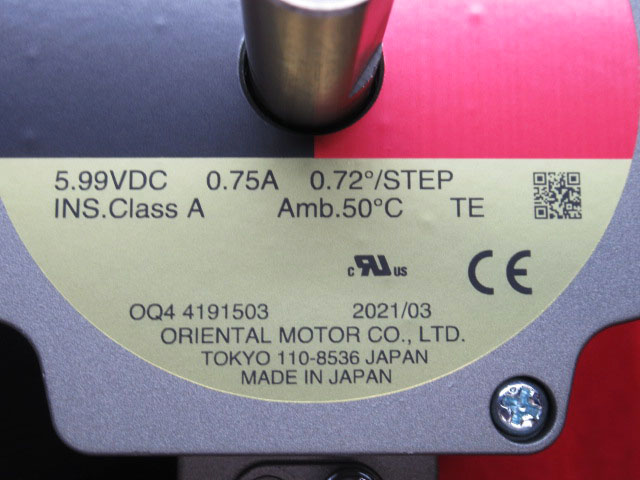 5.99VDC 0.75A 0.72°/STEP
INS.Class A Amb.50°C TE
c RU US CE
OQ4 4191503 2021/03
ORIENTAL MOTOR CO., LTD.
TOKYO 110-8536 JAPAN
MADE IN JAPAN